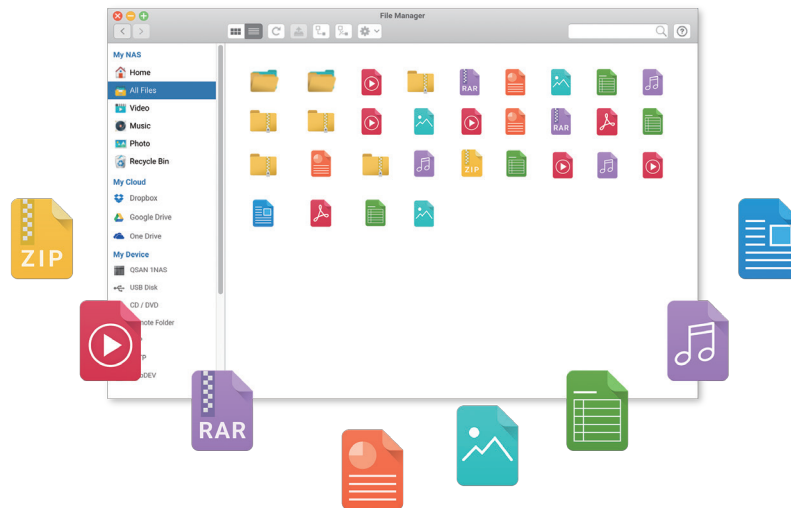 File Manager
My NAS
Home
All Files
Video
Music
Photo
Recycle Bin
My Cloud
Dropbox
Google Drive
One Drive
My Device
QSAN 1NAS
USB Disk
CD / DVD
Folder
RAR
RAR
ZIP
ZIP
RAR